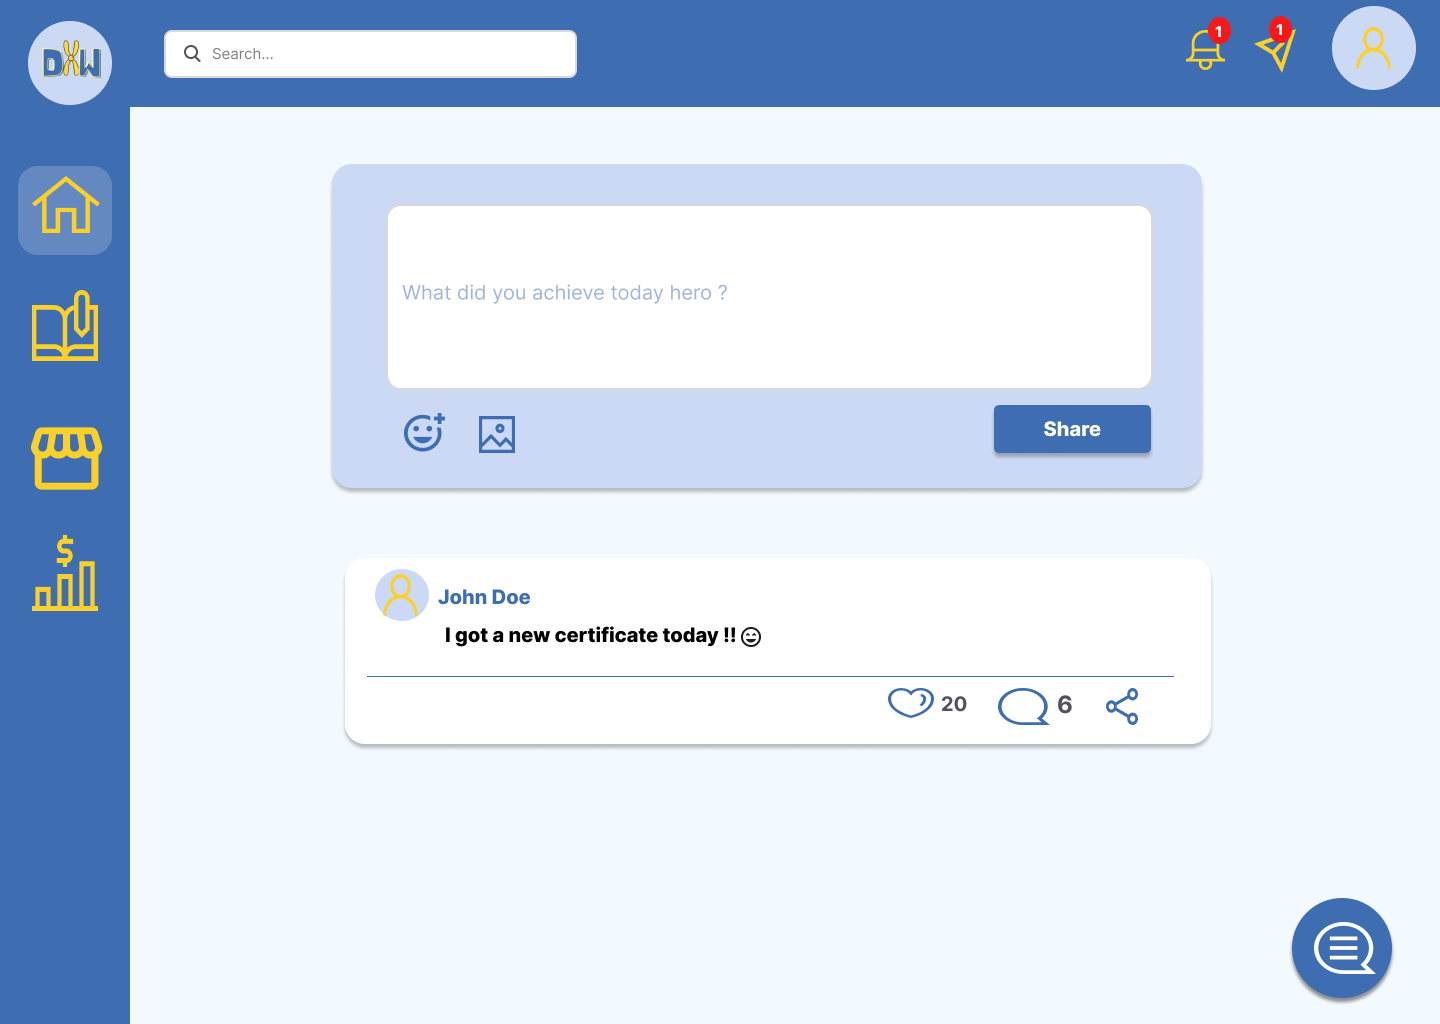 DXW
Search...
1
1
What did you achieve today hero ?
Share
John Doe
I got a new certificate today !!
20
6